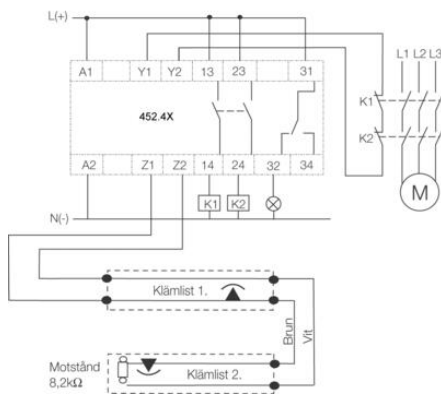 L(+)
A1 Y1 Y2 13 23 31
L1 L2 L3
452.4X
K1
K2
A2 Z1 Z2 14 24 32 34
K1 K2
M
N(-)
Klämlist 1.
Brun
Vit
Motstånd
8,2kΩ
Klämlist 2.